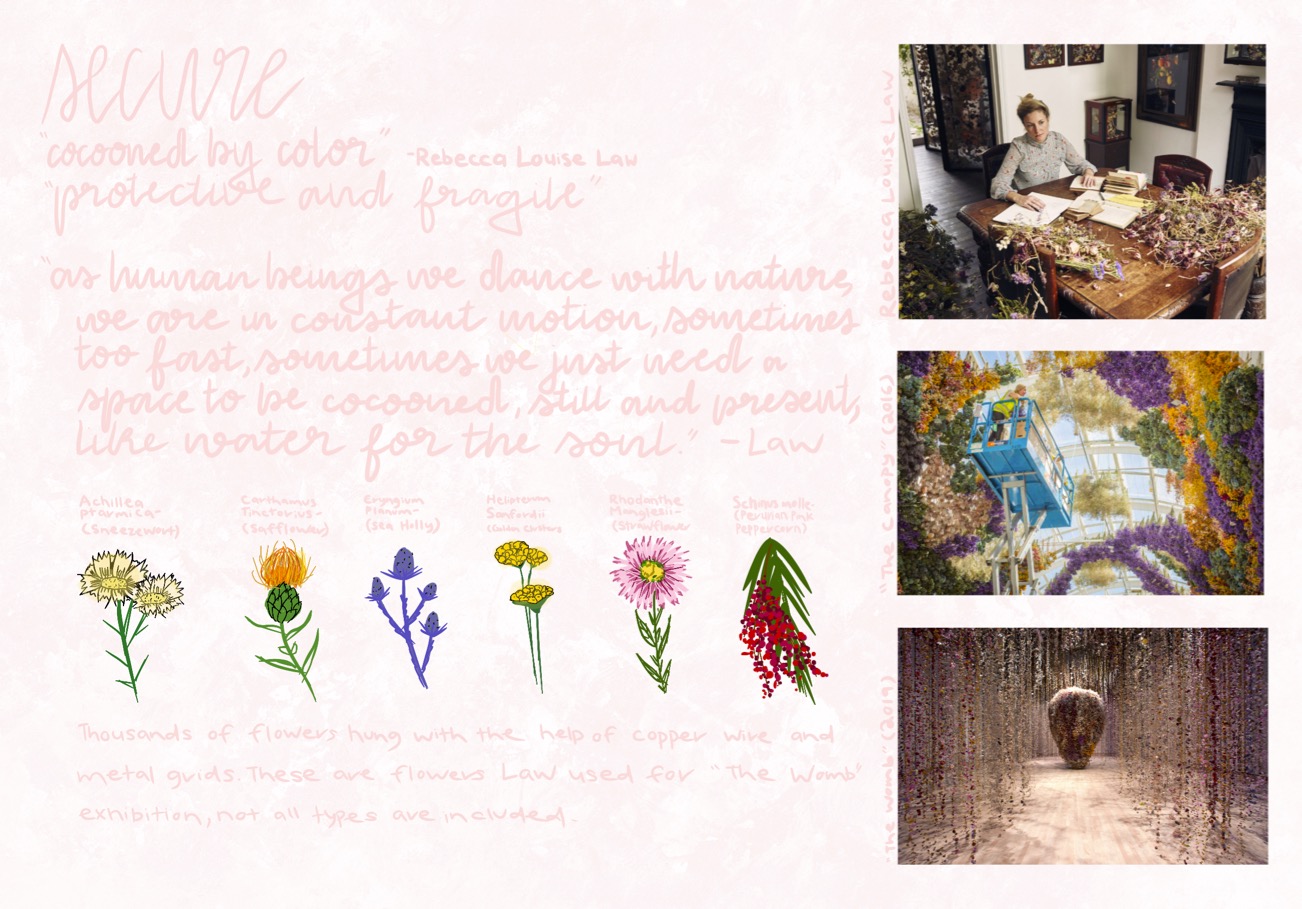 secure
"cocooned by color" -Rebecca Louise Law
"protective and fragile"
"as human beings we dance with nature,
we are in constant motion, sometimes
too fast, sometimes we just need a
space to be cocooned, still and present,
like water for the soul." - Law
Achillea
ptarmica-
(Sneezewort)
Carthamus
Tinctorius-
(Safflower)
Eryngium
Planum-
(Sea Holly)
Helipterum
Sanfordii
(Golden Clusters
Rhodanthe
Manglesii-
(Strawflower
Schinus molle-
(Peruvian Pink
Peppercorn)
Thousands of flowers hung with the help of copper wire and
metal grids. These are flowers Law used for "The Womb"
exhibition, not all types are included.
Rebecca Louise Law
"The Canopy" (2016)
"The womb" (2019)